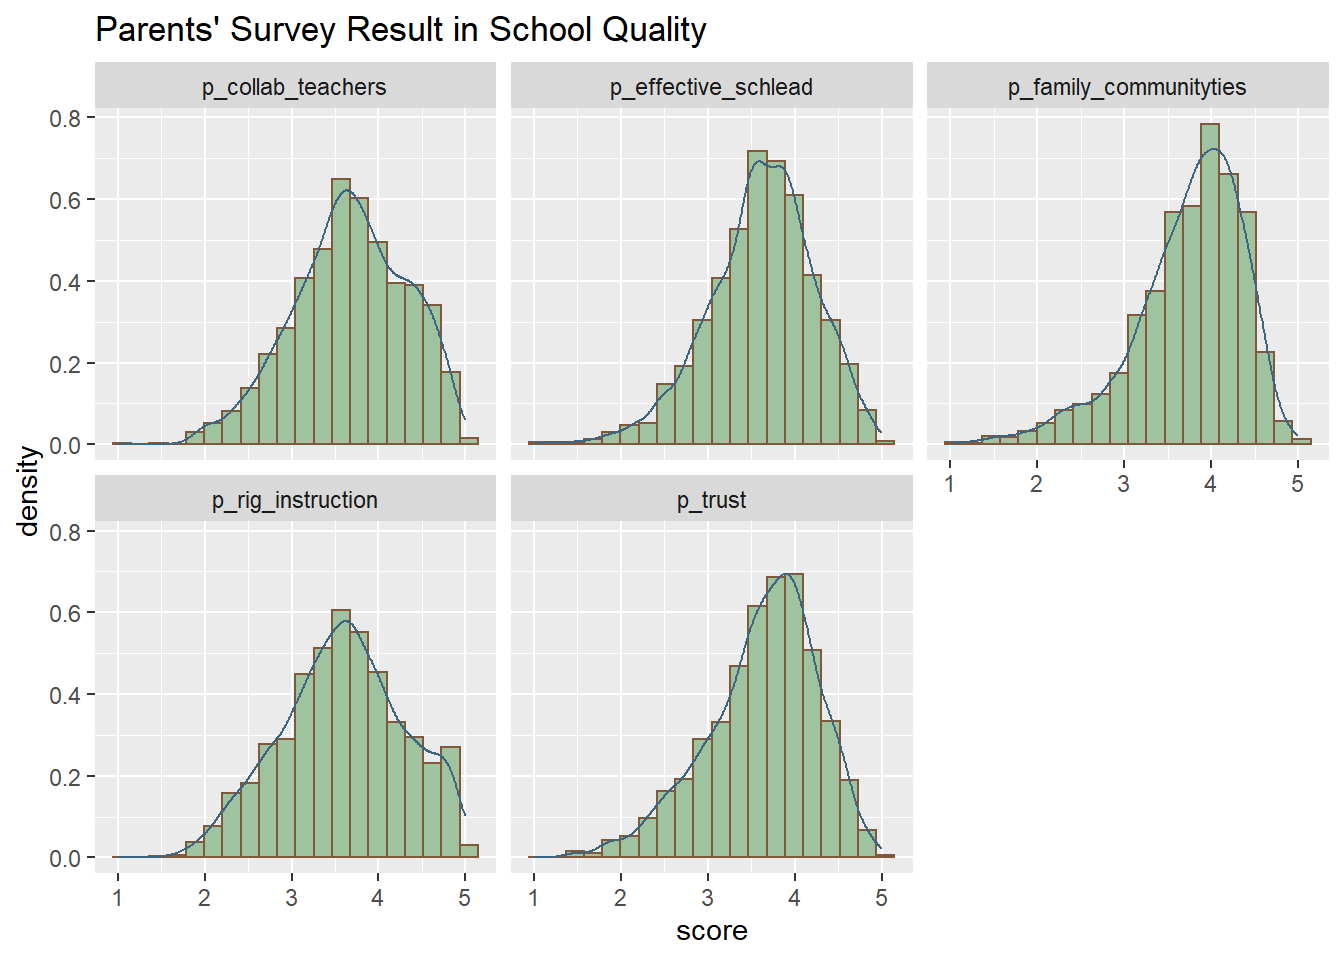 Parents' Survey Result in School Quality
p_collab_teachers p_effective_schlead p_family_communityties
0.8
0.6
0.4
0.2
0.0
1 2 3 4 5
density
p_rig_instruction p_trust
0.8
0.6
0.4
0.2
0.0
1 2 3 4 5 1 2 3 4 5
score